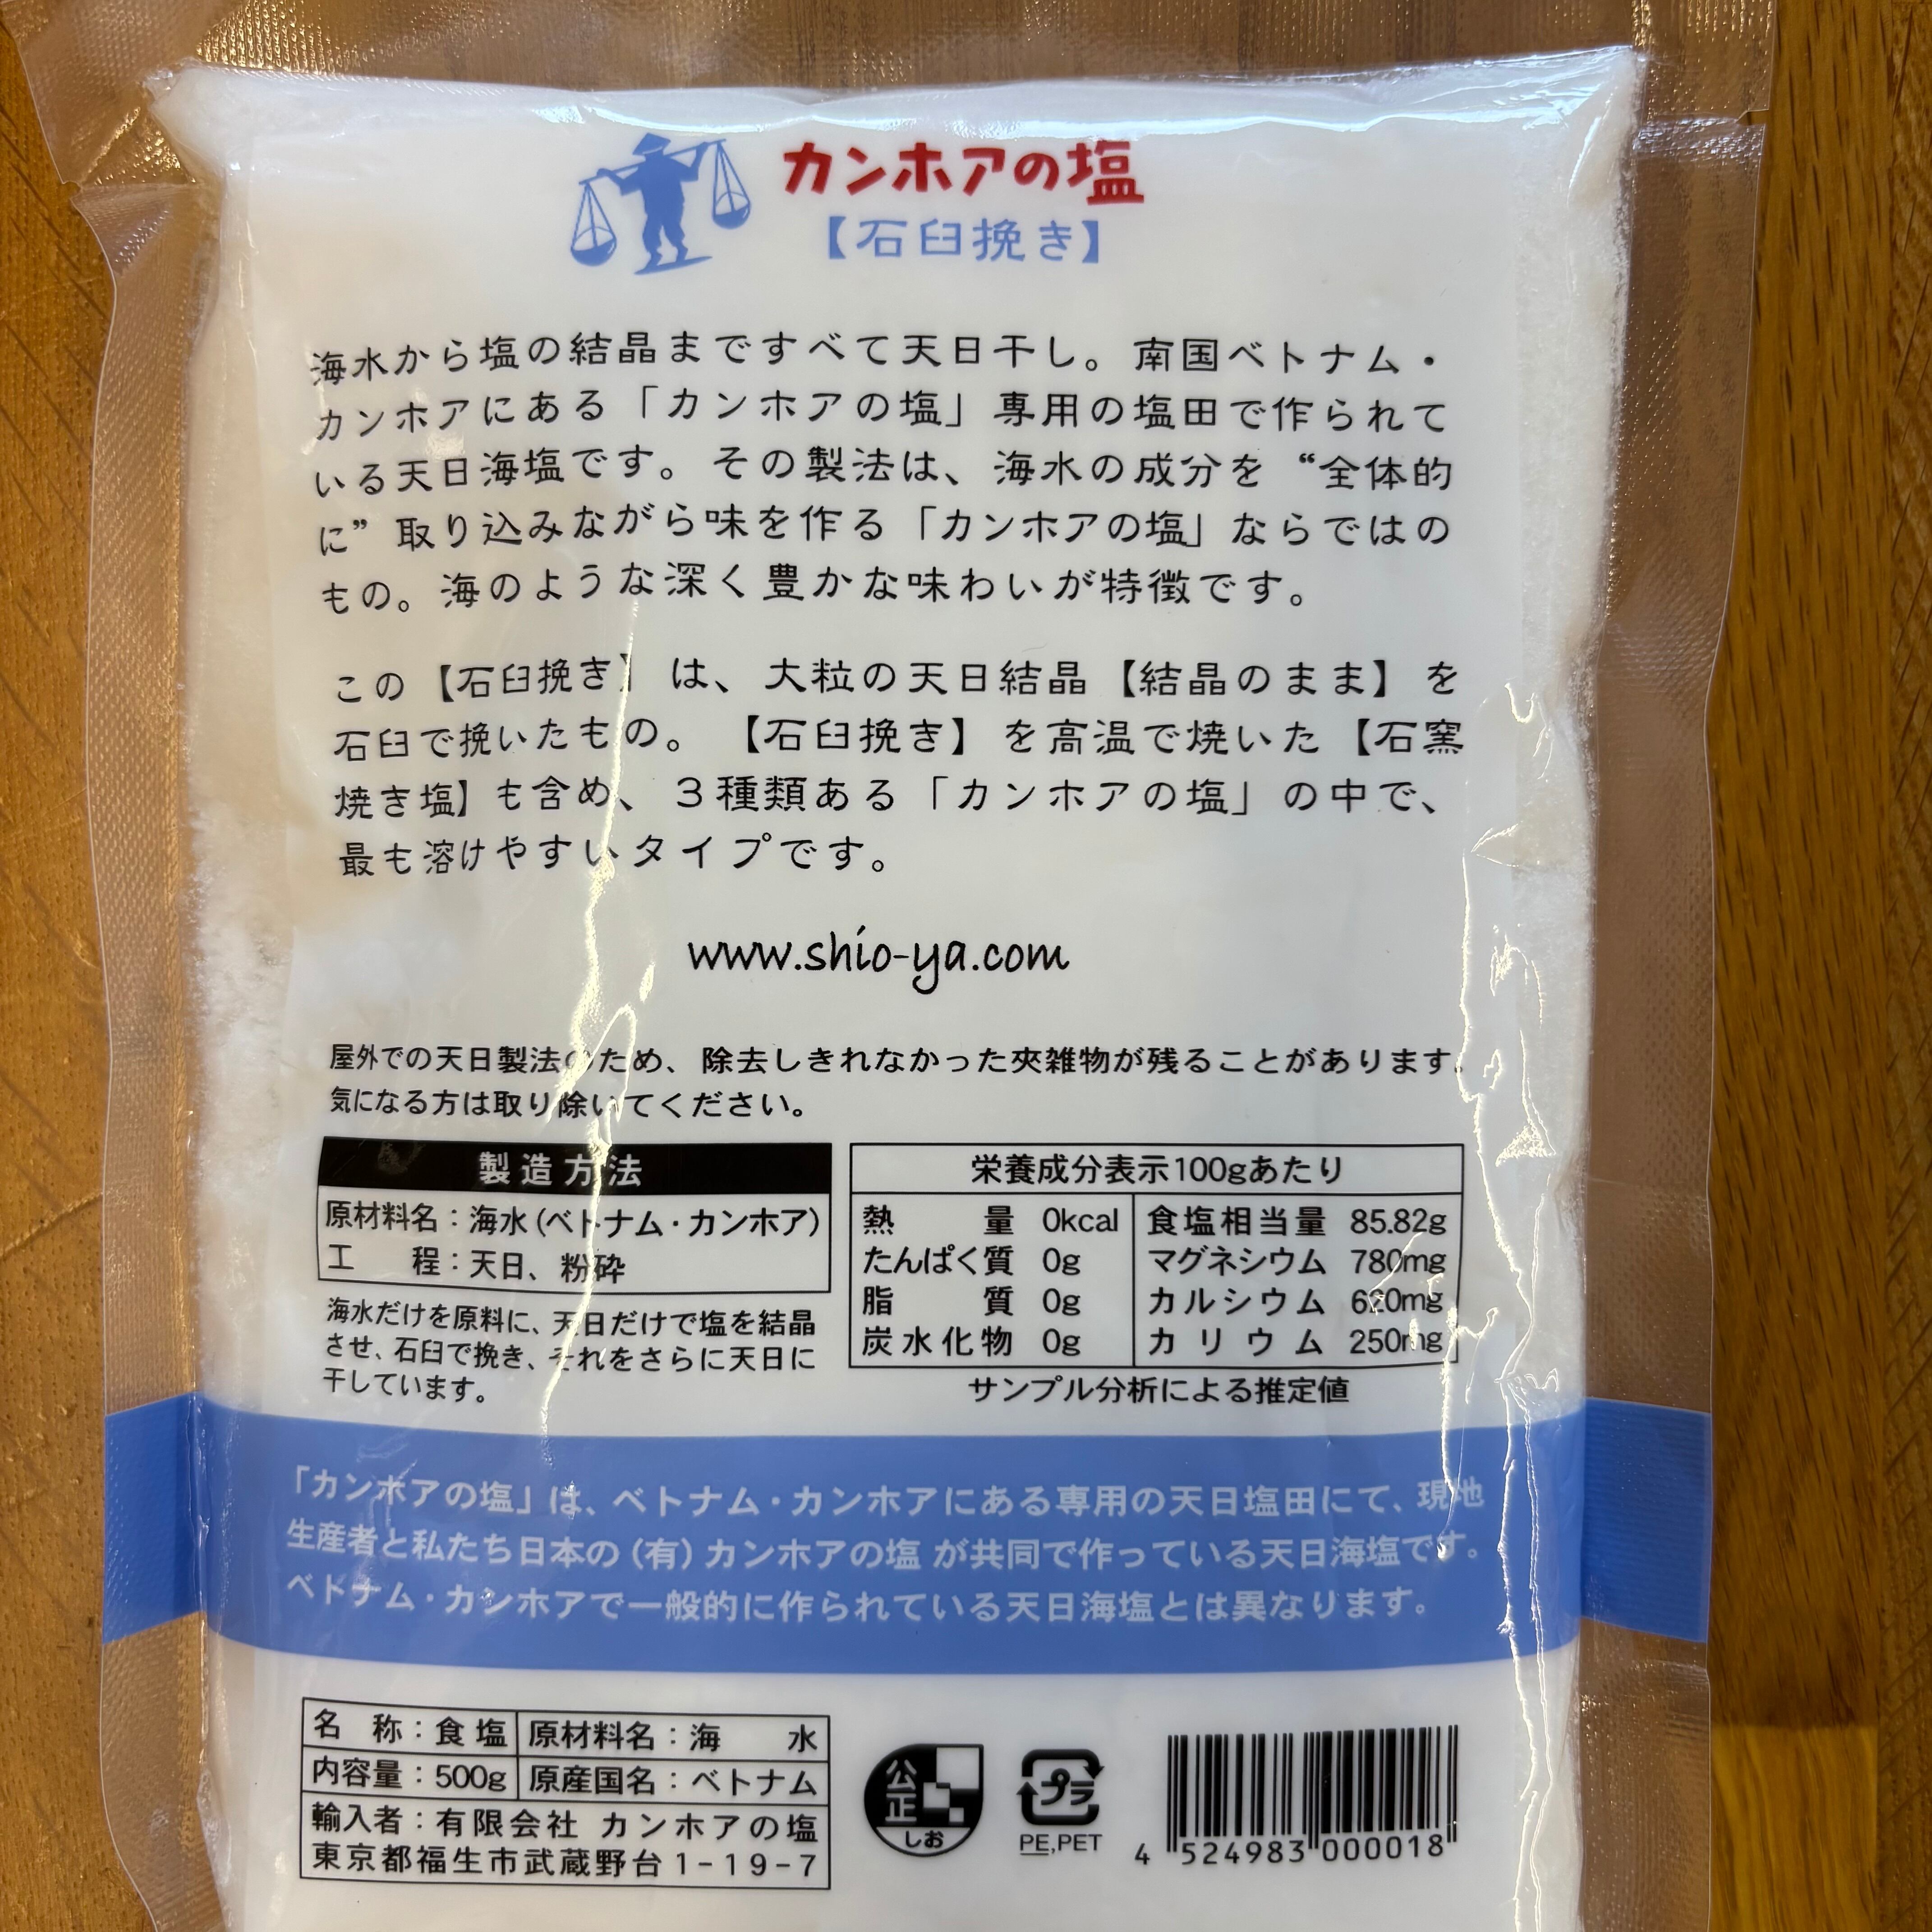 カンホアの塩
【石臼挽き】
海水から塩の結晶まですべて天日干し。南国ベトナム・
カンホアにある「カンホアの塩」専用の塩田で作られて
いる天日海塩です。その製法は、海水の成分を“全体的
に”取り込みながら味を作る「カンホアの塩」ならではの
もの。海のような深く豊かな味わいが特徴です。
この【石臼挽き】は、大粒の天日結晶【結晶のまま】を
石臼で挽いたもの。【石臼挽き】を高温で焼いた【石窯
焼き塩】も含め、3種類ある「カンホアの塩」の中で、
最も溶けやすいタイプです。
www.shio-ya.com
屋外での天日製法のため、除去しきれなかった夾雑物が残ることがあります。
気になる方は取り除いてください。
製造方法
原材料名：海水（ベトナム・カンホア）
工程：天日、粉砕
海水だけを原料に、天日だけで塩を結晶
させ、石臼で挽き、それをさらに天日に
干しています。
栄養成分表示100gあたり
熱量 0kcal 食塩相当量 85.82g
たんぱく質 0g マグネシウム 780mg
脂質 0g カルシウム 620mg
炭水化物 0g カリウム 250mg
サンプル分析による推定値
「カンホアの塩」は、ベトナム・カンホアにある専用の天日塩田にて、現地
生産者と私たち日本の（有）カンホアの塩 が共同で作っている天日海塩です。
ベトナム・カンホアで一般的に作られている天日海塩とは異なります。
名称：食塩 原材料名：海水
内容量：500g 原産国名：ベトナム
輸入者：有限会社 カンホアの塩
東京都福生市武蔵野台1-19-7
公正
しお
プラ
PE,PET
4 524983 000018